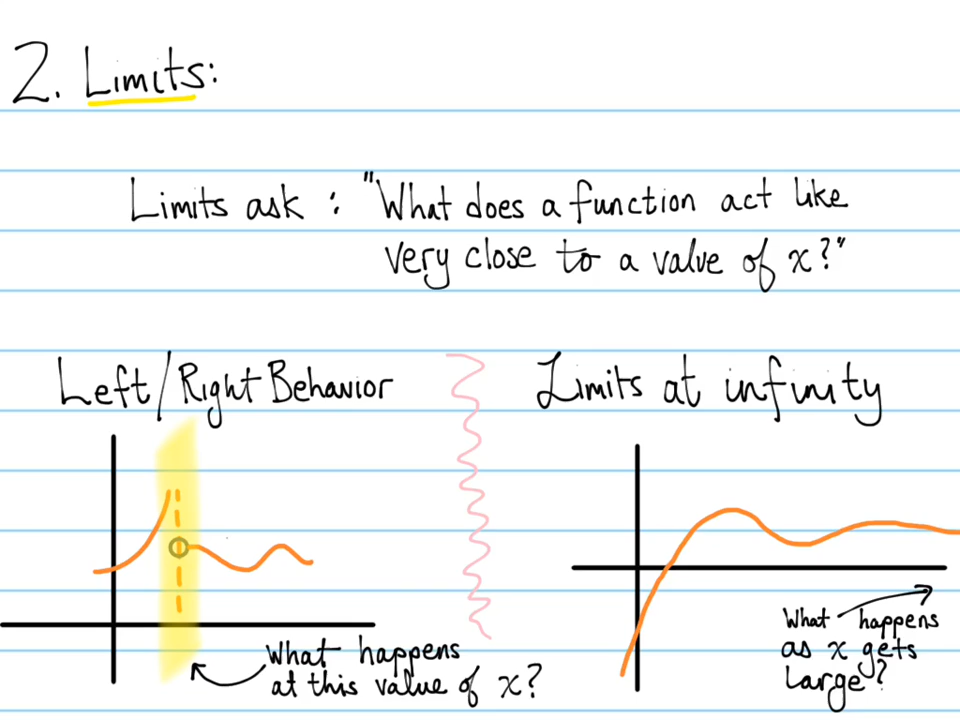 2. Limits:
Limits ask : "What does a function act like
very close to a value of x?"
Left/Right Behavior
Limits at infinity
What happens
at this value of x?
What happens
as x gets
large?